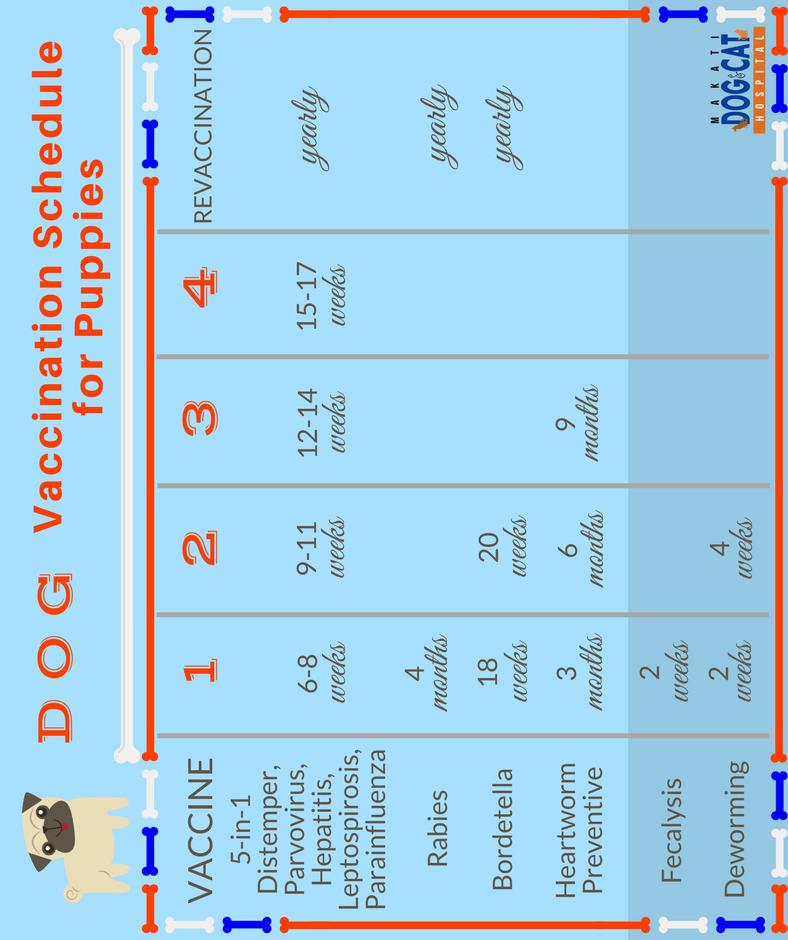 DOG Vaccination Schedule
for Puppies
VACCINE 1 2 3 4 REVACCINATION
5-in-1
Distemper,
Parvovirus,
Hepatitis,
Leptospirosis,
Parainfluenza
6-8
weeks
9-11
weeks
12-14
weeks
15-17
weeks
yearly
Rabies
4
months
yearly
Bordetella
18
weeks
20
weeks
yearly
Heartworm
Preventive
3
months
6
months
9
months
Fecalysis
2
weeks
Deworming
2
weeks
4
weeks
MAKATI
DOG & CAT
HOSPITAL